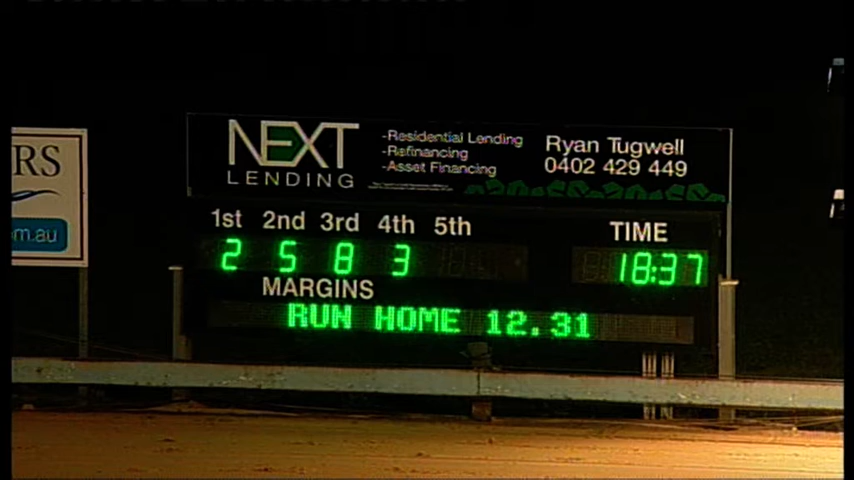 RS
m.au
NEXT
LENDING
-Residential Lending
-Refinancing
-Asset Financing
Ryan Tugwell
0402 429 449
1st 2nd 3rd 4th 5th
2 5 8 3
TIME
18:37
MARGINS
RUN HOME 12.31